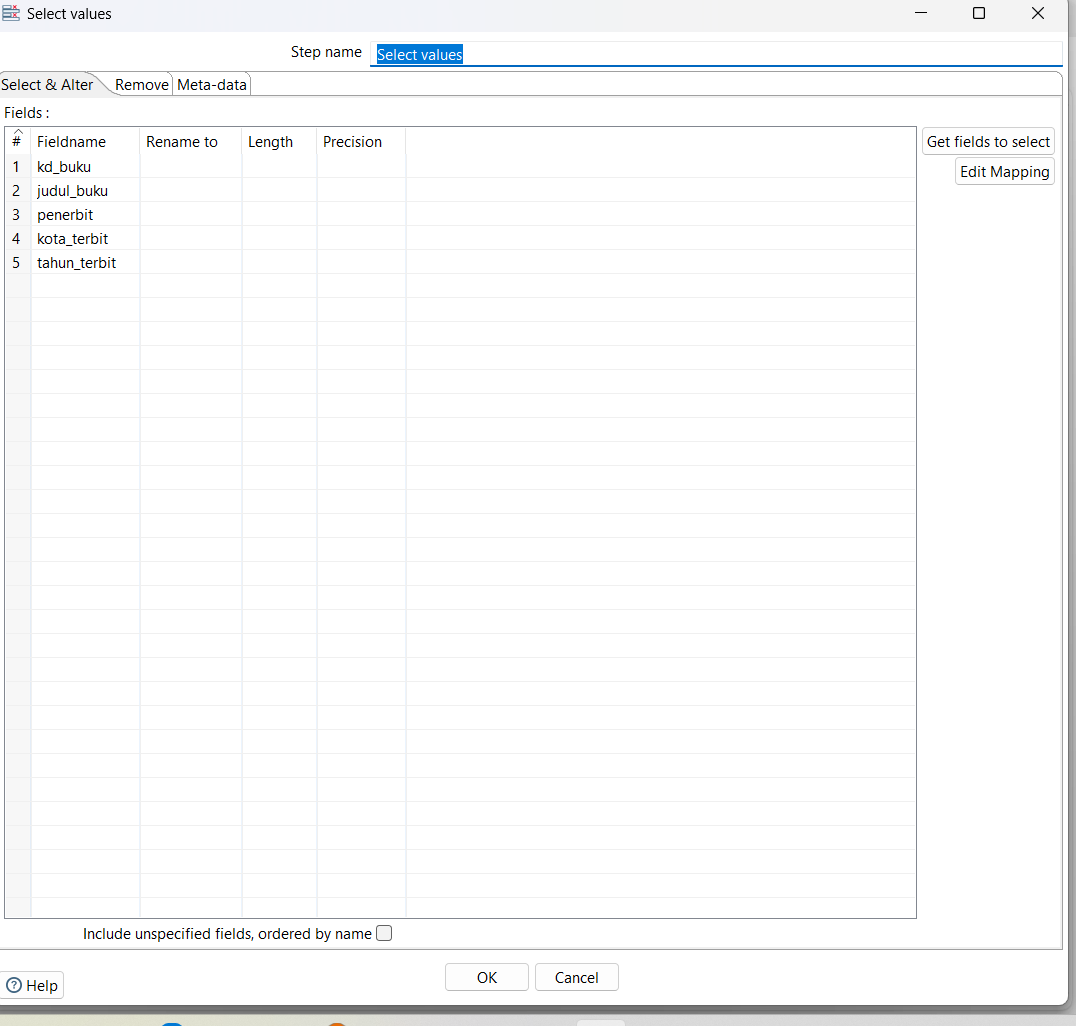 Select values
Step name Select values
Select & Alter Remove Meta-data
Fields :
# Fieldname Rename to Length Precision
1 kd_buku
2 judul_buku
3 penerbit
4 kota_terbit
5 tahun_terbit
Get fields to select
Edit Mapping
Include unspecified fields, ordered by name
OK Cancel
? Help